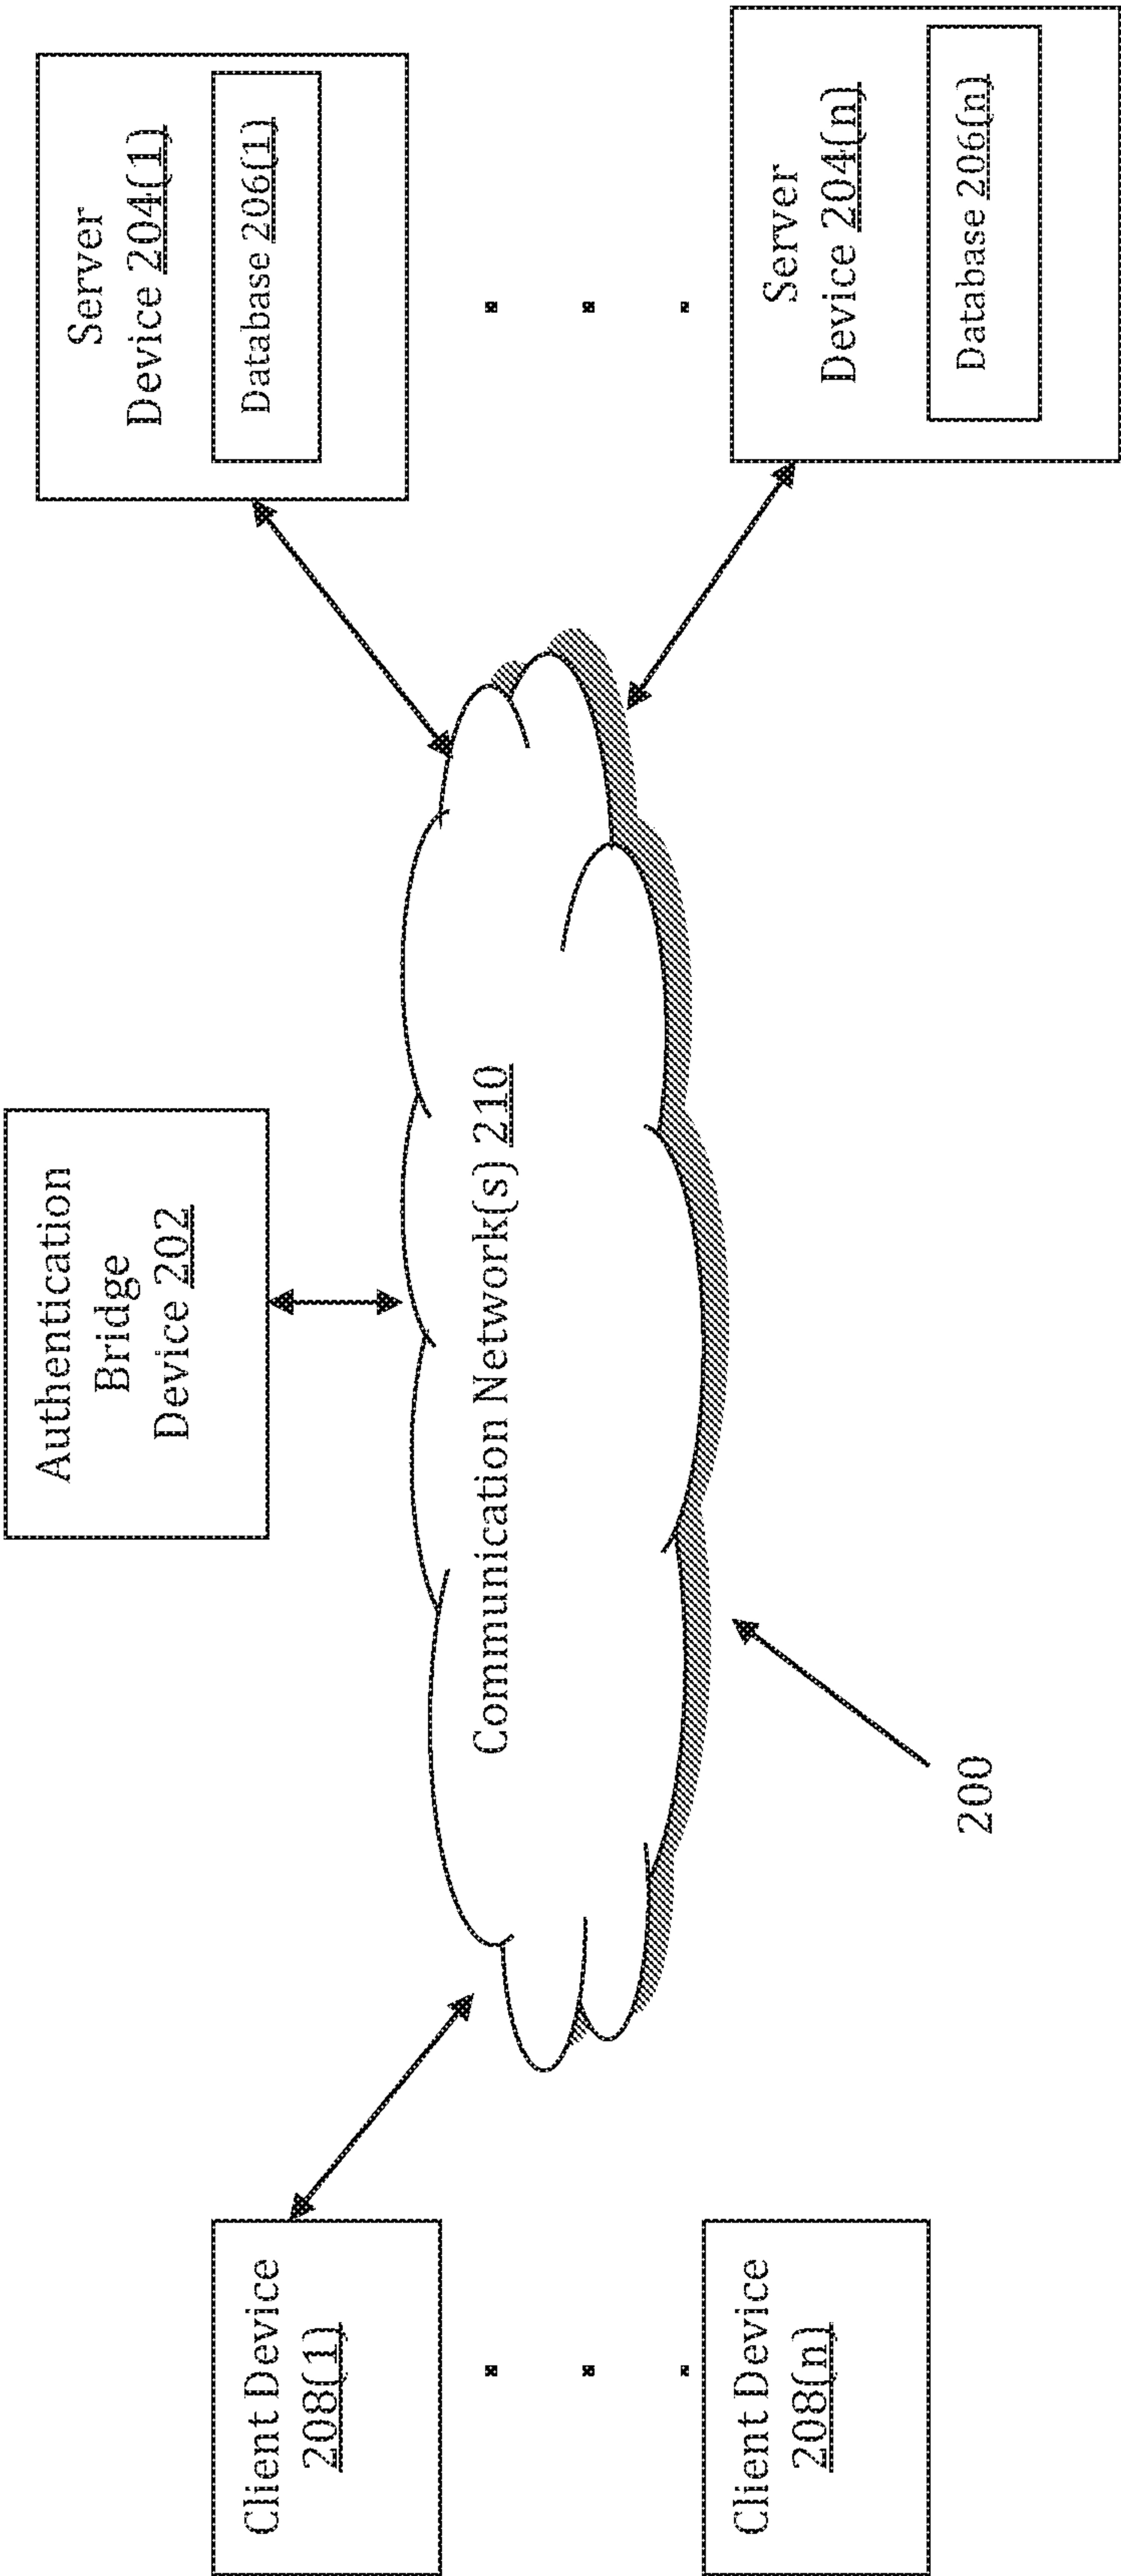 Authentication
Bridge
Device 202
Server
Device 204(1)
Database 206(1)
Client Device
208(1)
Communication Network(s) 210
Server
Device 204(n)
Database 206(n)
Client Device
208(n)
200